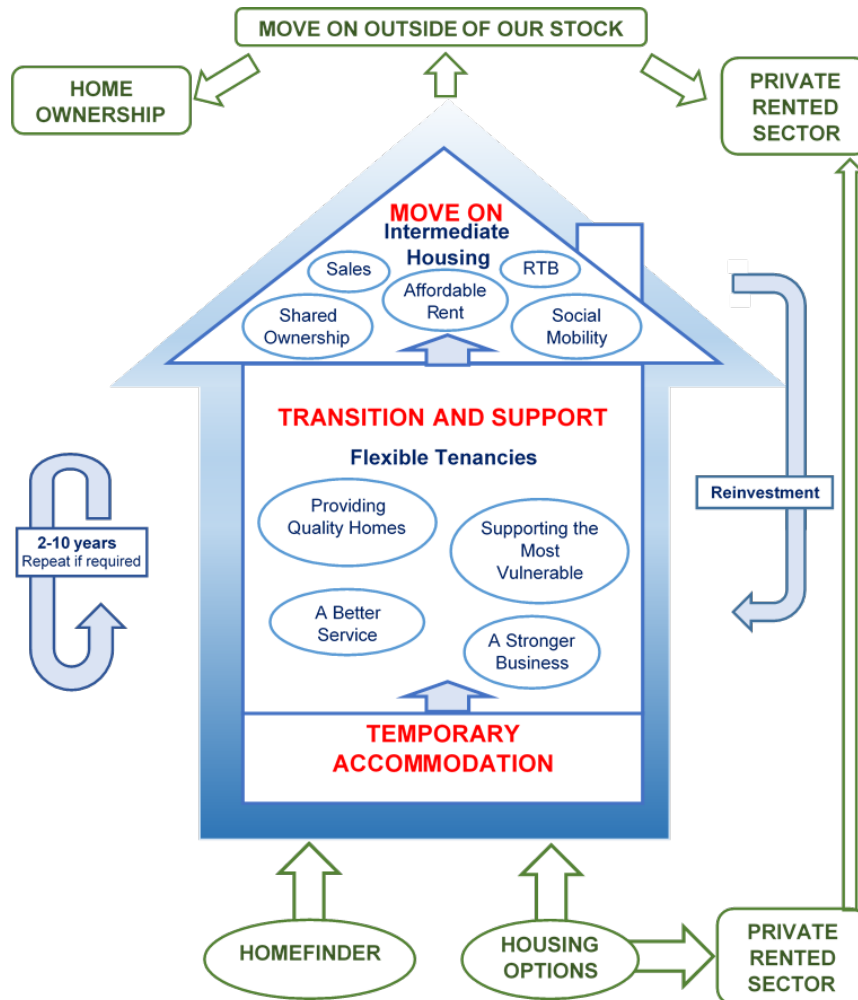 MOVE ON OUTSIDE OF OUR STOCK
HOME
OWNERSHIP
PRIVATE
RENTED
SECTOR
MOVE ON
Intermediate
Housing
Sales
RTB
Affordable
Rent
Shared
Ownership
Social
Mobility
TRANSITION AND SUPPORT
Flexible Tenancies
Providing
Quality Homes
Supporting the
Most
Vulnerable
A Better
Service
A Stronger
Business
2-10 years
Repeat if required
Reinvestment
TEMPORARY
ACCOMMODATION
HOMEFINDER
HOUSING
OPTIONS
PRIVATE
RENTED
SECTOR